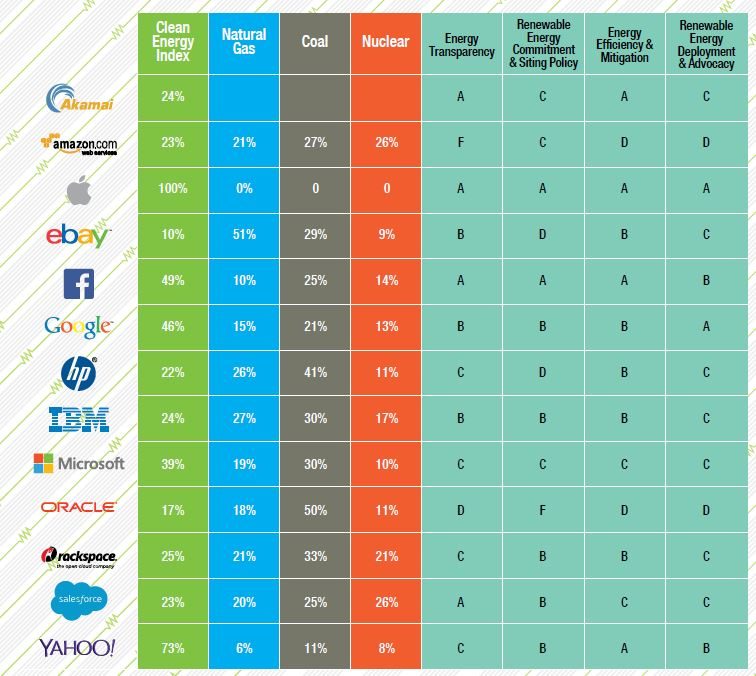 Clean Energy Index Natural Gas Coal Nuclear Energy Transparency Renewable Energy Commitment & Siting Policy Energy Efficiency & Mitigation Renewable Energy Deployment & Advocacy
Akamai 24% A C A C
amazon.com web services 23% 21% 27% 26% F C D D
100% 0% 0 0 A A A A
ebay 10% 51% 29% 9% B D B C
f 49% 10% 25% 14% A A A B
Google 46% 15% 21% 13% B B B A
hp 22% 26% 41% 11% C D B C
IBM 24% 27% 30% 17% B B B C
Microsoft 39% 19% 30% 10% C C C C
ORACLE 17% 18% 50% 11% D F D D
rackspace. the open cloud company 25% 21% 33% 21% C B B C
salesforce 23% 20% 25% 26% A B C C
YAHOO! 73% 6% 11% 8% C B A B